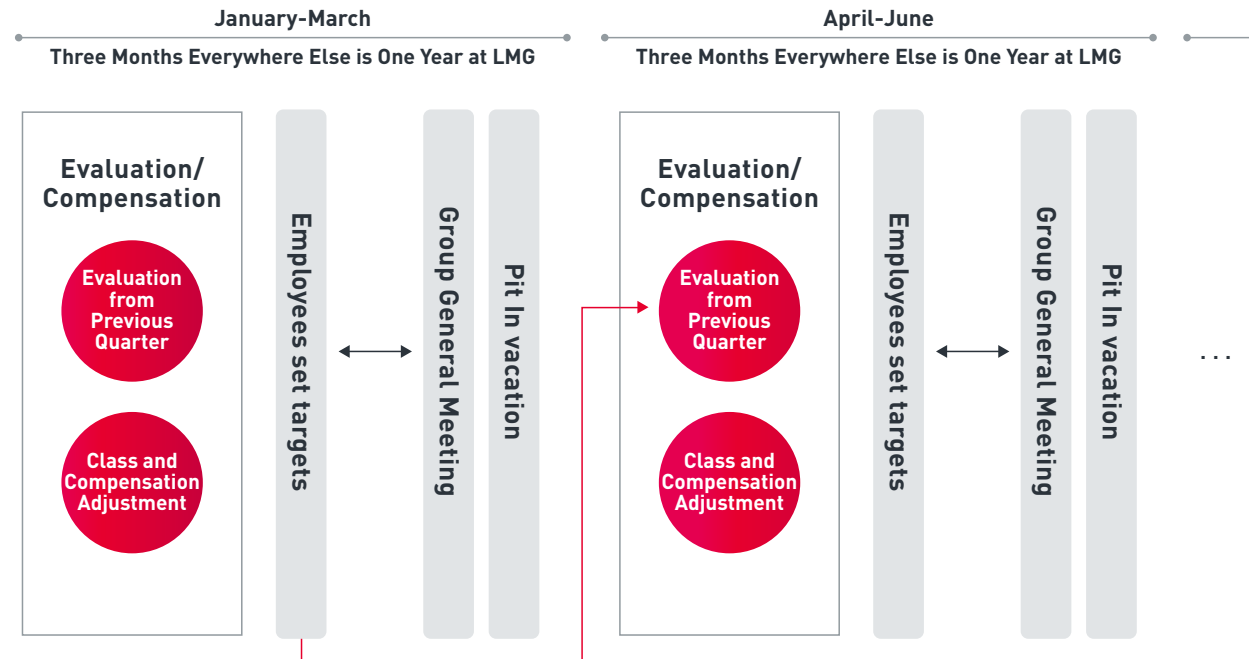 January-March
Three Months Everywhere Else is One Year at LMG
Evaluation/
Compensation
Evaluation
from
Previous
Quarter
Class and
Compensation
Adjustment
Employees set targets
Group General Meeting
Pit In vacation
April-June
Three Months Everywhere Else is One Year at LMG
Evaluation/
Compensation
Evaluation
from
Previous
Quarter
Class and
Compensation
Adjustment
Employees set targets
Group General Meeting
Pit In vacation
...